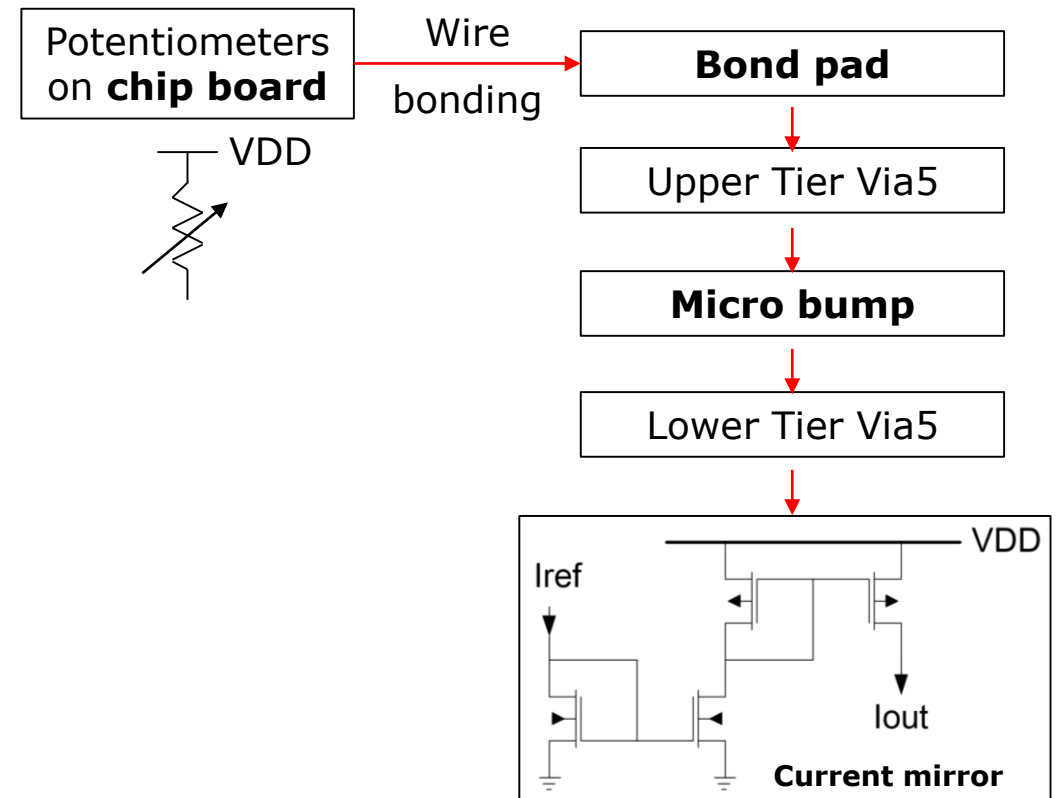 Potentiometers
on chip board
Wire
bonding
Bond pad
VDD
Upper Tier Via5
Micro bump
Lower Tier Via5
VDD
Iref
Iout
Current mirror